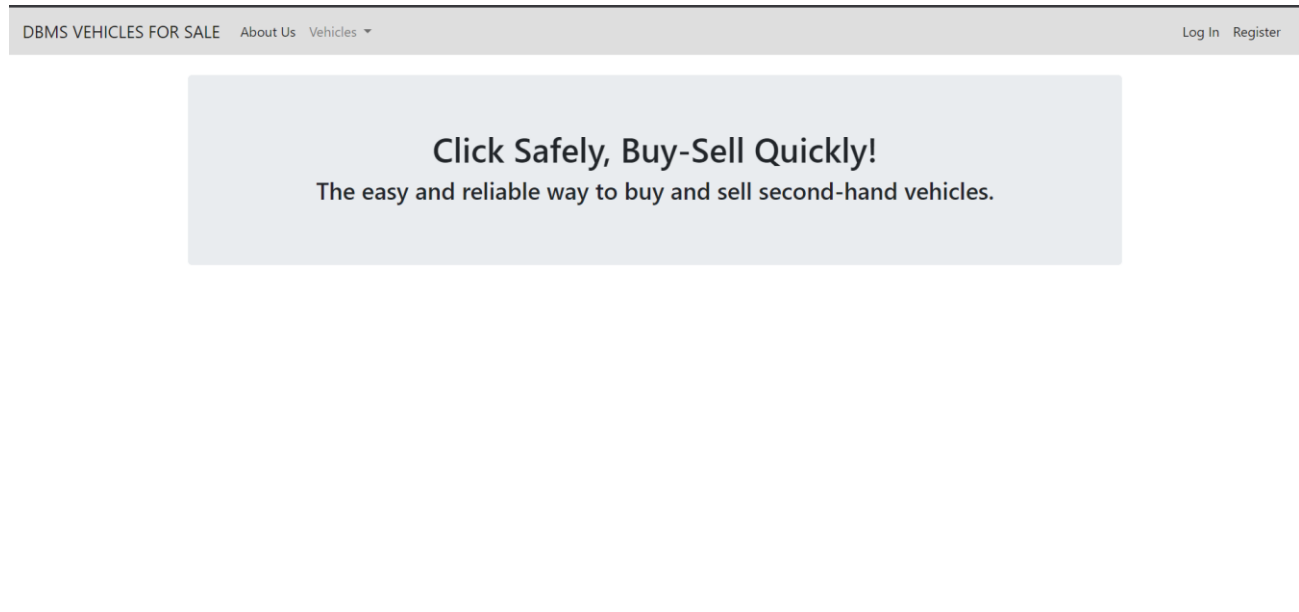 DBMS VEHICLES FOR SALE About Us Vehicles Log In Register
Click Safely, Buy-Sell Quickly!
The easy and reliable way to buy and sell second-hand vehicles.